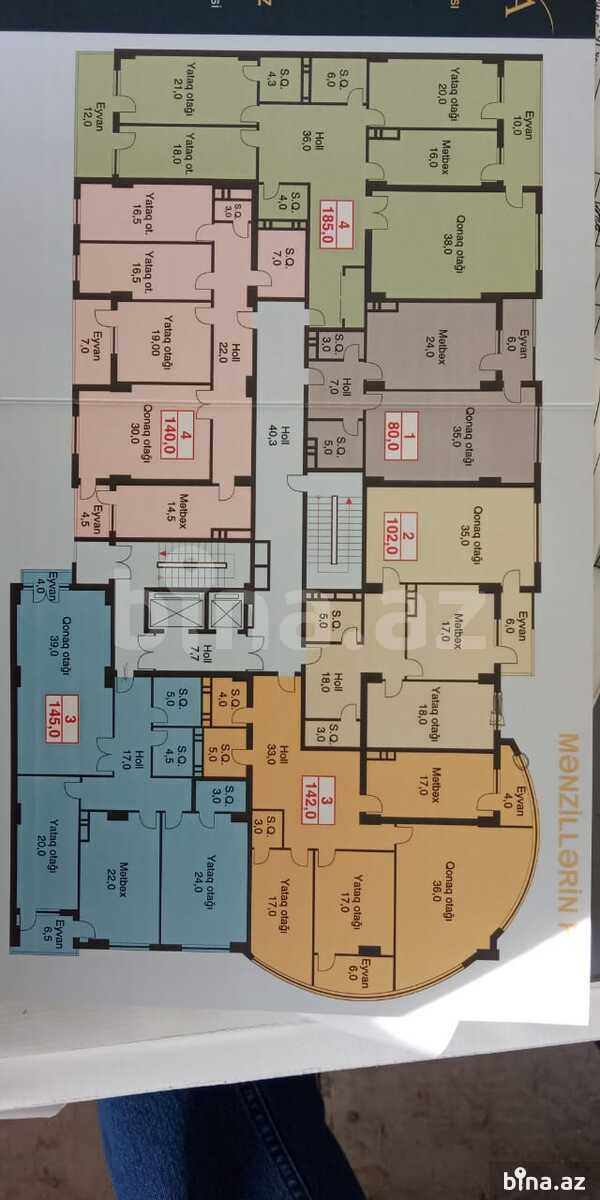 MƏNZİLLƏRİN
Yataq otağı
21,0
S.Q.
4,3
S.Q.
6,0
Yataq otağı
20,0
Eyvan
12,0
Yataq ot.
18,0
Holl
36,0
Mətbəx
16,0
Eyvan
10,0
S.Q.
4,0
4
185,0
Qonaq otağı
38,0
Yataq ot.
16,5
S.Q.
3,0
Yataq ot.
16,5
S.Q.
7,0
Yataq otağı
19,00
Eyvan
7,0
Holl
22,0
Qonaq otağı
30,0
4
140,0
Mətbəx
14,5
Eyvan
4,5
Holl
40,3
S.Q.
3,0
Holl
7,0
S.Q.
5,0
Mətbəx
24,0
Eyvan
6,0
1
80,0
Qonaq otağı
35,0
2
102,0
Qonaq otağı
35,0
Mətbəx
17,0
Eyvan
6,0
S.Q.
5,0
Holl
18,0
S.Q.
3,0
Yataq otağı
18,0
Holl
7,7
Eyvan
4,0
Qonaq otağı
39,0
3
145,0
S.Q.
5,0
S.Q.
4,5
Holl
17,0
S.Q.
3,0
Yataq otağı
20,0
Mətbəx
22,0
Yataq otağı
24,0
Eyvan
6,5
S.Q.
4,0
S.Q.
5,0
Holl
33,0
3
142,0
S.Q.
3,0
Mətbəx
17,0
Eyvan
4,0
Yataq otağı
17,0
Yataq otağı
17,0
Eyvan
6,0
Qonaq otağı
36,0
bina.az
bina.az